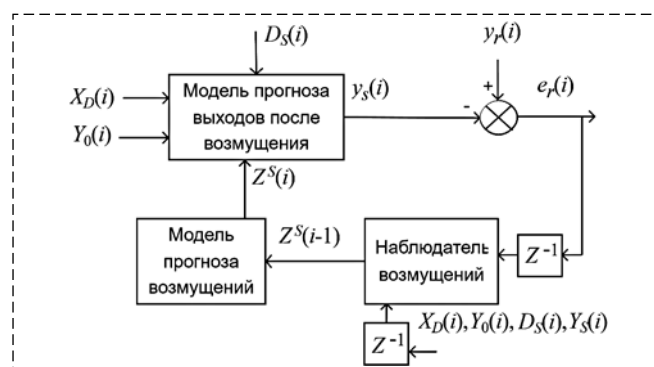 D_S(i)
y_r(i)
X_D(i)
Y_0(i)
Модель прогноза
выходов после
возмущения
y_s(i)
+
-
e_r(i)
Z^S(i)
Модель
прогноза
возмущений
Z^S(i-1)
Наблюдатель
возмущений
Z^{-1}
X_D(i), Y_0(i), D_S(i), Y_S(i)
Z^{-1}